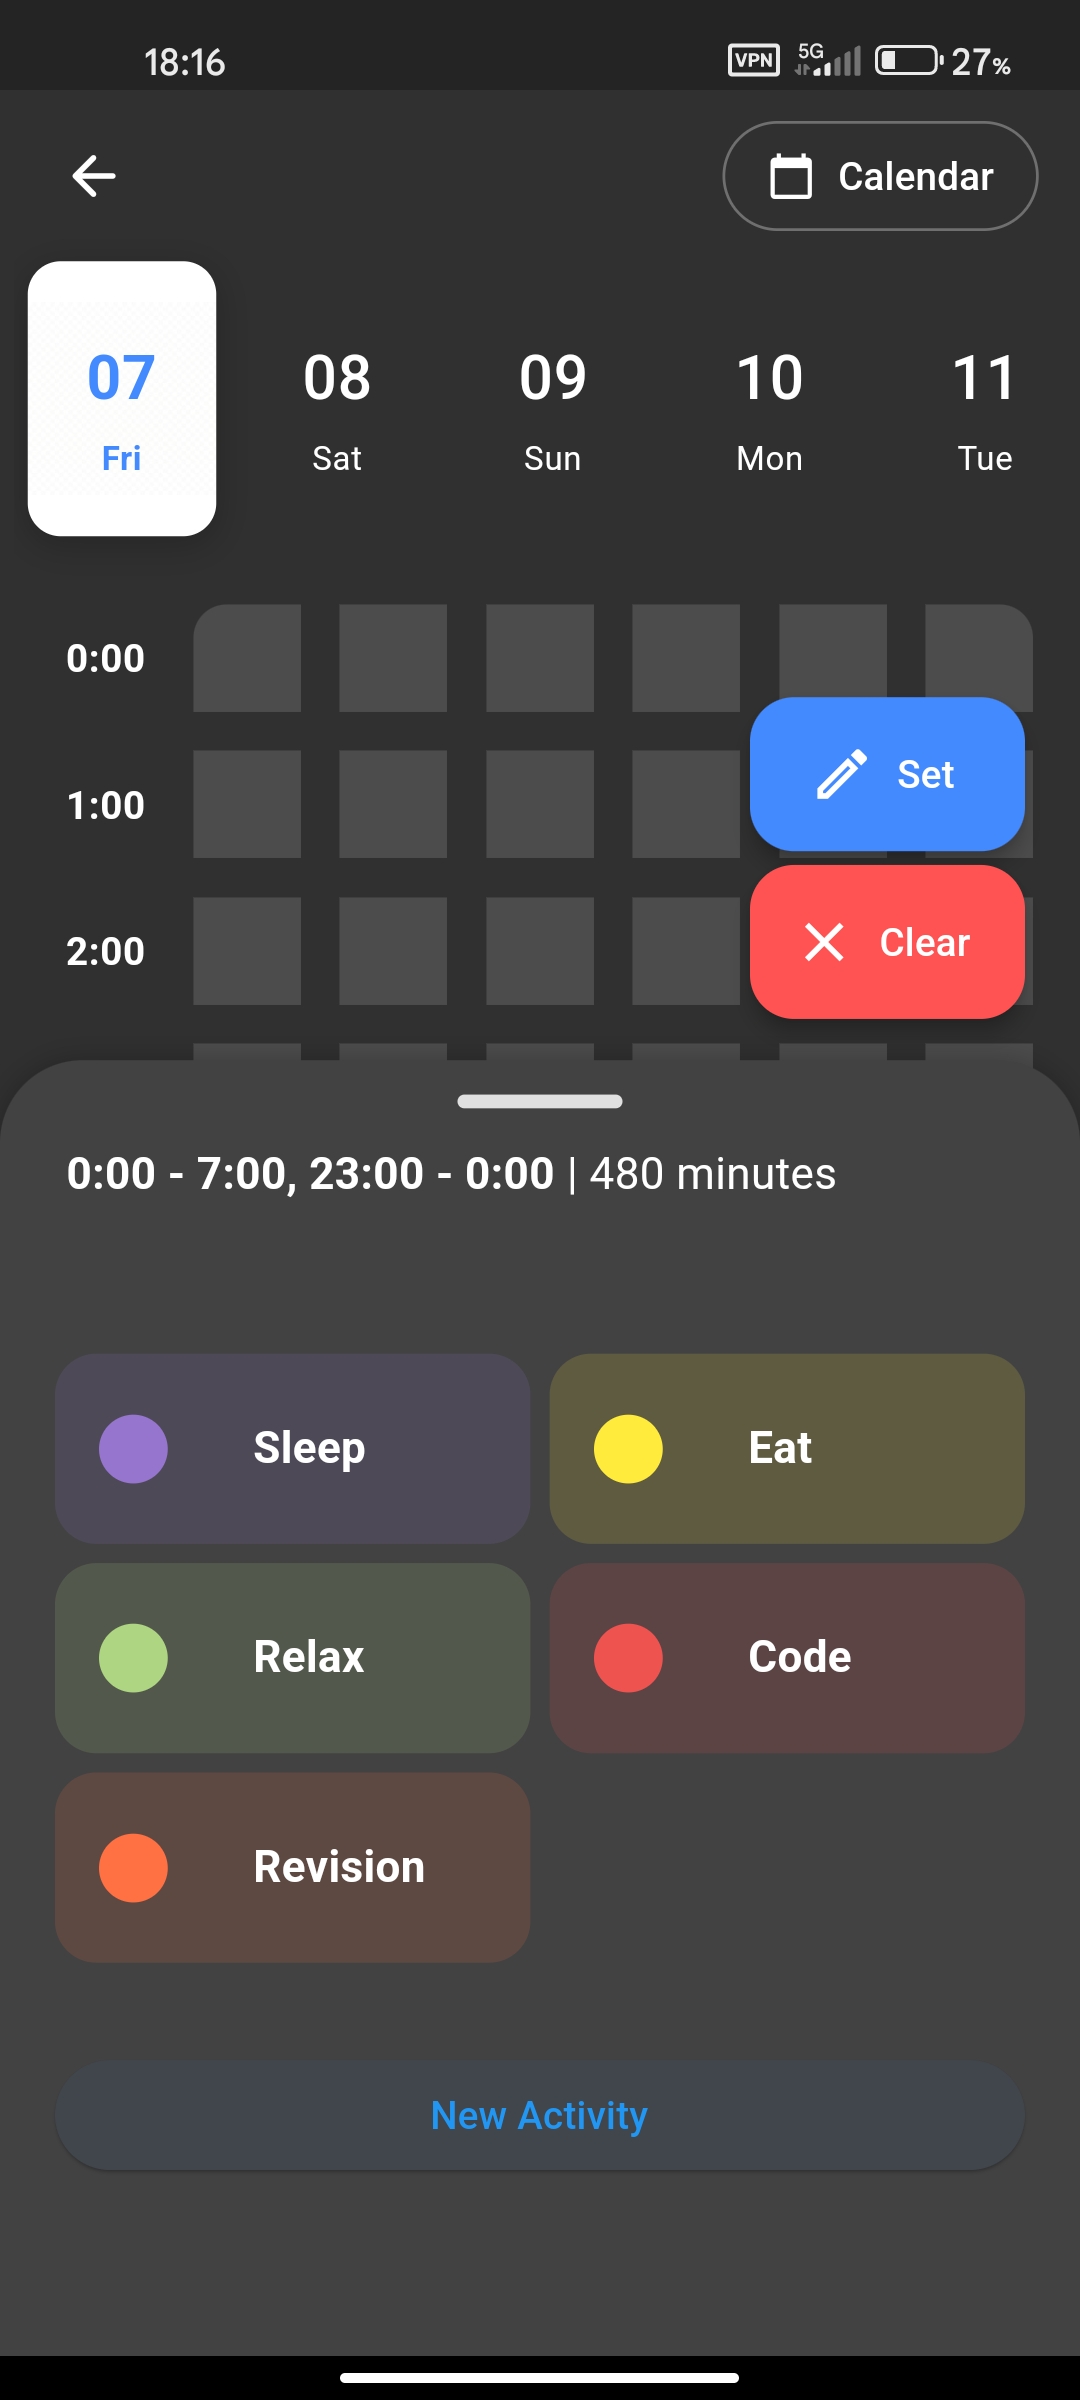 18:16 VPN 5G 27%
Calendar
07 08 09 10 11
Fri Sat Sun Mon Tue
0:00
Set
1:00
Clear
2:00
0:00 - 7:00, 23:00 - 0:00 | 480 minutes
Sleep Eat
Relax Code
Revision
New Activity